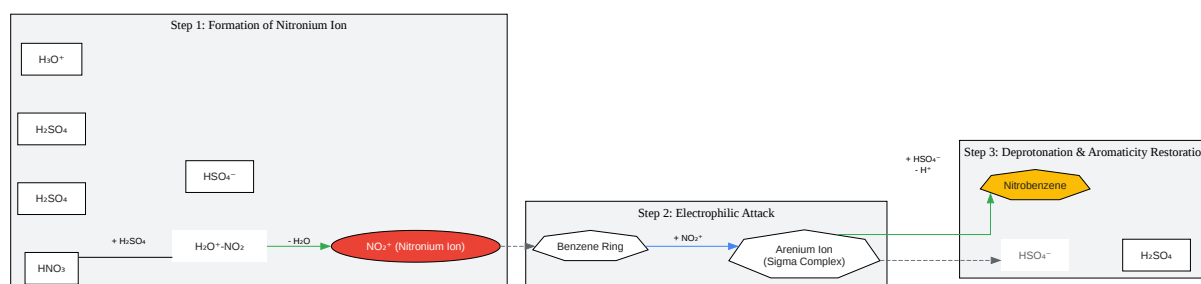 Step 1: Formation of Nitronium Ion
H₃O⁺
H₂SO₄
H₂SO₄
HNO₃
HSO₄⁻
+ H₂SO₄
H₂O⁺-NO₂
- H₂O
NO₂⁺ (Nitronium Ion)
Step 2: Electrophilic Attack
Benzene Ring
+ NO₂⁺
Arenium Ion
(Sigma Complex)
+ HSO₄⁻
- H⁺
Step 3: Deprotonation & Aromaticity Restoration
Nitrobenzene
HSO₄⁻
H₂SO₄